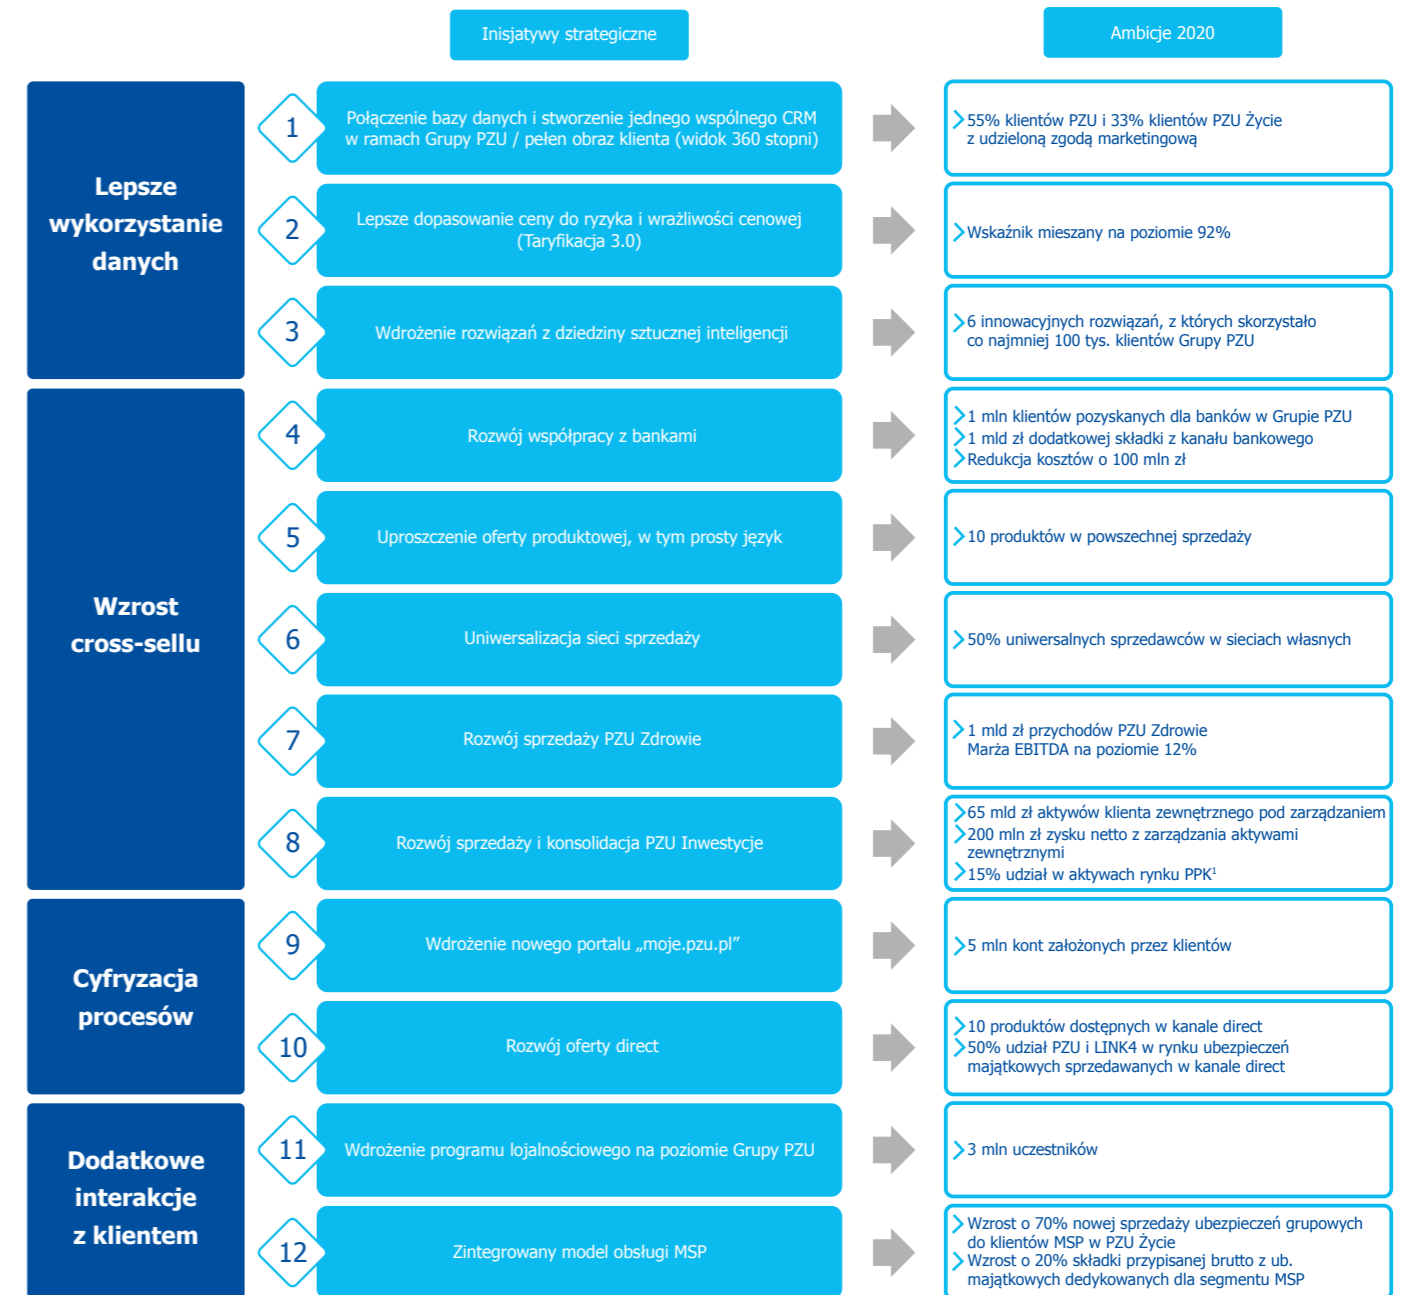 Inisjatywy strategiczne
Ambicje 2020
Lepsze
wykorzystanie
danych
1
Połączenie bazy danych i stworzenie jednego wspólnego CRM
w ramach Grupy PZU / pełen obraz klienta (widok 360 stopni)
55% klientów PZU i 33% klientów PZU Życie
z udzieloną zgodą marketingową
2
Lepsze dopasowanie ceny do ryzyka i wrażliwości cenowej
(Taryfikacja 3.0)
Wskaźnik mieszany na poziomie 92%
3
Wdrożenie rozwiązań z dziedziny sztucznej inteligencji
6 innowacyjnych rozwiązań, z których skorzystało
co najmniej 100 tys. klientów Grupy PZU
Wzrost
cross-sellu
4
Rozwój współpracy z bankami
1 mln klientów pozyskanych dla banków w Grupie PZU
1 mld zł dodatkowej składki z kanału bankowego
Redukcja kosztów o 100 mln zł
5
Uproszczenie oferty produktowej, w tym prosty język
10 produktów w powszechnej sprzedaży
6
Uniwersalizacja sieci sprzedaży
50% uniwersalnych sprzedawców w sieciach własnych
7
Rozwój sprzedaży PZU Zdrowie
1 mld zł przychodów PZU Zdrowie
Marża EBITDA na poziomie 12%
8
Rozwój sprzedaży i konsolidacja PZU Inwestycje
65 mld zł aktywów klienta zewnętrznego pod zarządzaniem
200 mln zł zysku netto z zarządzania aktywami
zewnętrznymi
15% udział w aktywach rynku PPK¹
Cyfryzacja
procesów
9
Wdrożenie nowego portalu „moje.pzu.pl”
5 mln kont założonych przez klientów
10
Rozwój oferty direct
10 produktów dostępnych w kanale direct
50% udział PZU i LINK4 w rynku ubezpieczeń
majątkowych sprzedawanych w kanale direct
Dodatkowe
interakcje
z klientem
11
Wdrożenie programu lojalnościowego na poziomie Grupy PZU
3 mln uczestników
12
Zintegrowany model obsługi MSP
Wzrost o 70% nowej sprzedaży ubezpieczeń grupowych
do klientów MSP w PZU Życie
Wzrost o 20% składki przypisanej brutto z ub.
majątkowych dedykowanych dla segmentu MSP